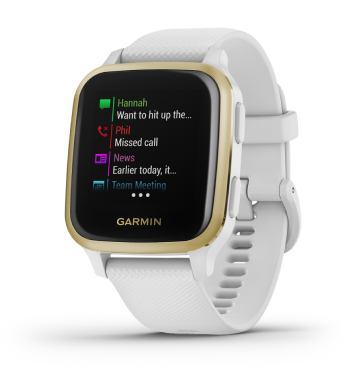 Hannah
Want to hit up the...
Phil
Missed call
News
Earlier today, it...
Team Meeting
GARMIN